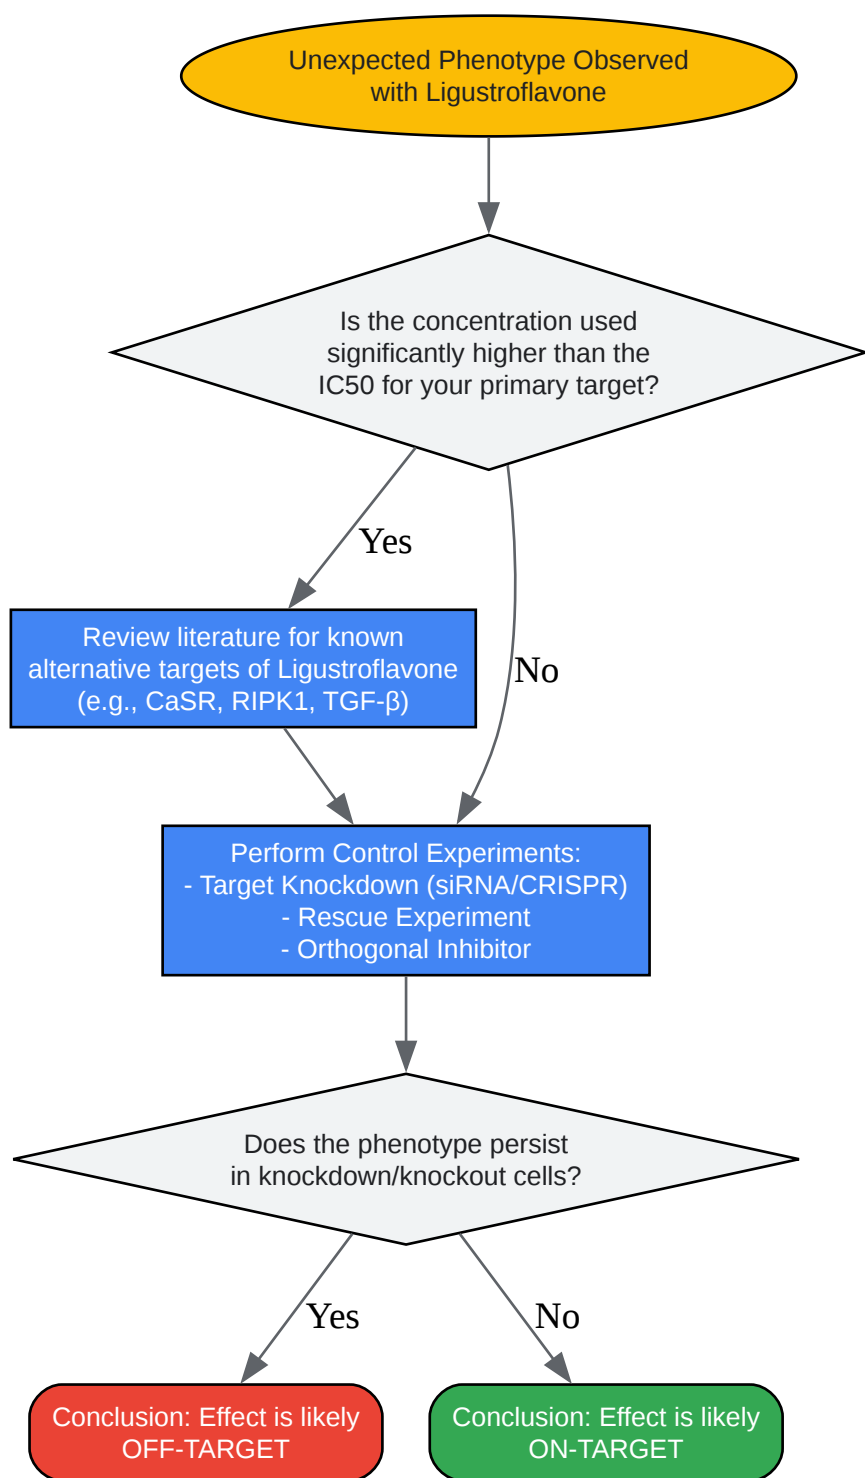 Unexpected Phenotype Observed
with Ligustroflavone
Is the concentration used
significantly higher than the
IC50 for your primary target?
Yes
No
Review literature for known
alternative targets of Ligustroflavone
(e.g., CaSR, RIPK1, TGF-β)
Perform Control Experiments:
- Target Knockdown (siRNA/CRISPR)
- Rescue Experiment
- Orthogonal Inhibitor
Does the phenotype persist
in knockdown/knockout cells?
Yes
No
Conclusion: Effect is likely
OFF-TARGET
Conclusion: Effect is likely
ON-TARGET